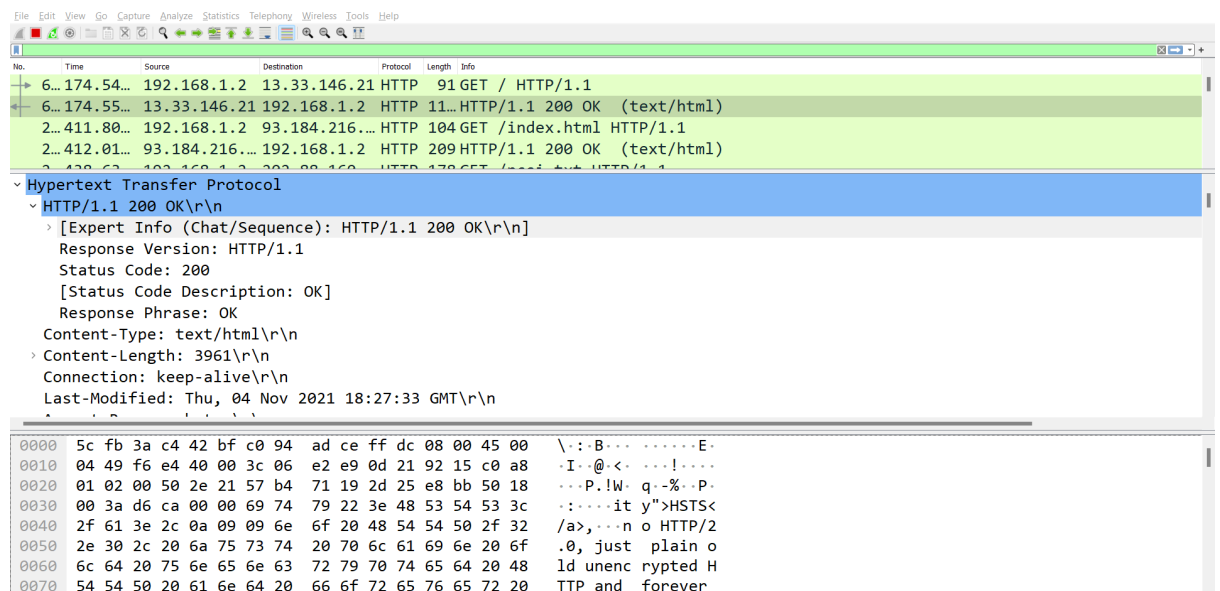 File Edit View Go Capture Analyze Statistics Telephony Wireless Tools Help
No. Time Source Destination Protocol Length Info
6… 174.54… 192.168.1.2 13.33.146.21 HTTP 91 GET / HTTP/1.1
6… 174.55… 13.33.146.21 192.168.1.2 HTTP 11… HTTP/1.1 200 OK (text/html)
2… 411.80… 192.168.1.2 93.184.216.… HTTP 104 GET /index.html HTTP/1.1
2… 412.01… 93.184.216.… 192.168.1.2 HTTP 209 HTTP/1.1 200 OK (text/html)
Hypertext Transfer Protocol
HTTP/1.1 200 OK\r\n
[Expert Info (Chat/Sequence): HTTP/1.1 200 OK\r\n]
Response Version: HTTP/1.1
Status Code: 200
[Status Code Description: OK]
Response Phrase: OK
Content-Type: text/html\r\n
Content-Length: 3961\r\n
Connection: keep-alive\r\n
Last-Modified: Thu, 04 Nov 2021 18:27:33 GMT\r\n
0000 5c fb 3a c4 42 bf c0 94 ad ce ff dc 08 00 45 00 \·:·B··· ······E·
0010 04 49 f6 e4 40 00 3c 06 e2 e9 0d 21 92 15 c0 a8 ·I··@·<· ···!····
0020 01 02 00 50 2e 21 57 b4 71 19 2d 25 e8 bb 50 18 ···P.!W· q·-%··P·
0030 00 3a d6 ca 00 00 69 74 79 22 3e 48 53 54 53 3c ·:····it y">HSTS<
0040 2f 61 3e 2c 0a 09 09 6e 6f 20 48 54 54 50 2f 32 /a>,···n o HTTP/2
0050 2e 30 2c 20 6a 75 73 74 20 70 6c 61 69 6e 20 6f .0, just plain o
0060 6c 64 20 75 6e 65 6e 63 72 79 70 74 65 64 20 48 ld unenc rypted H
0070 54 54 50 20 61 6e 64 20 66 6f 72 65 76 65 72 20 TTP and forever